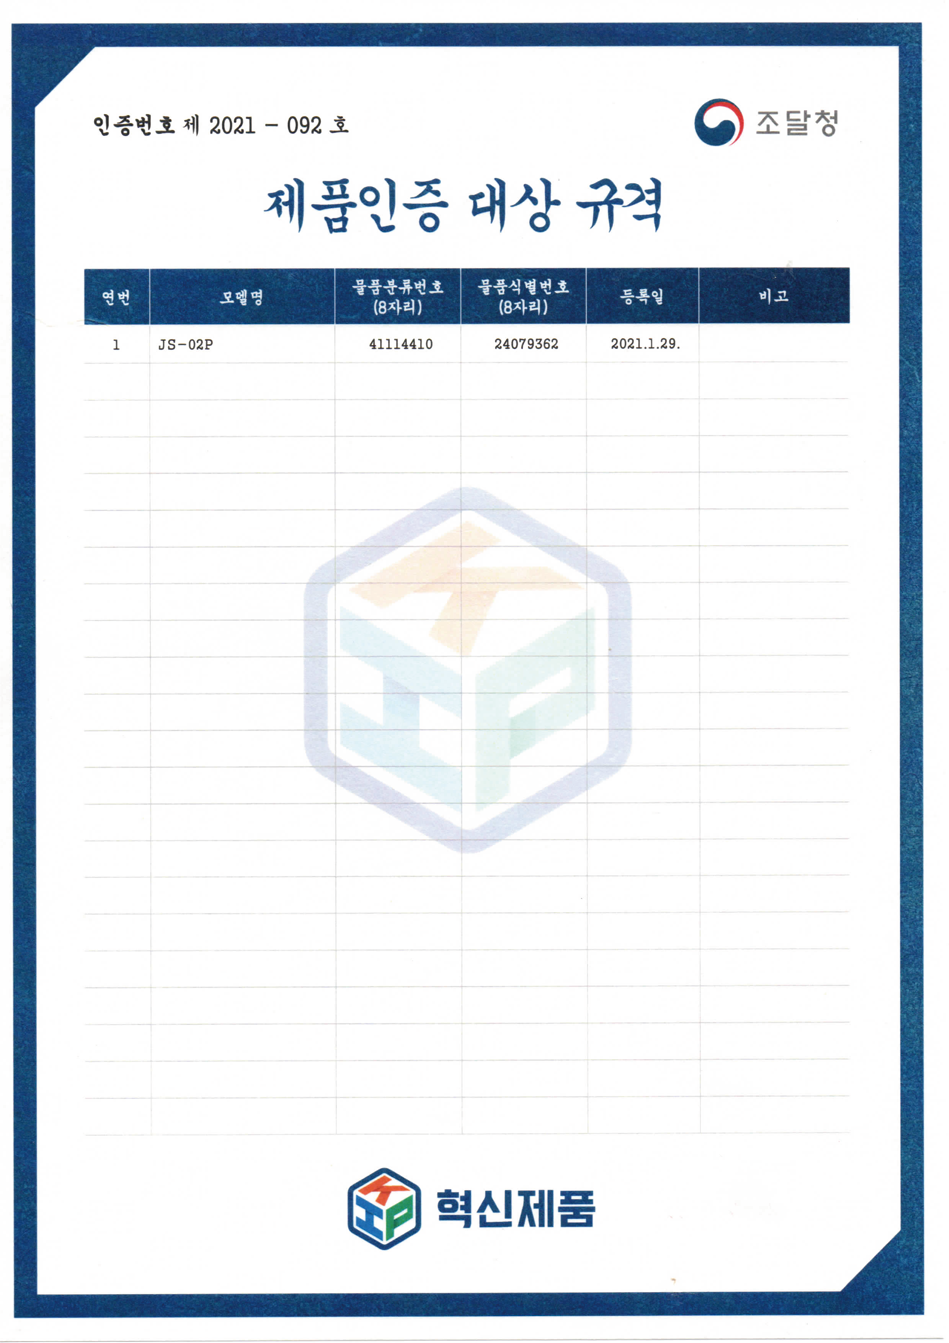 인증번호 제 2021 - 092 호
조달청
제품인증 대상 규격
연번 모델명 물품분류번호 (8자리) 물품식별번호 (8자리) 등록일 비고
1 JS-02P 41114410 24079362 2021.1.29.
KIP
KIP 혁신제품